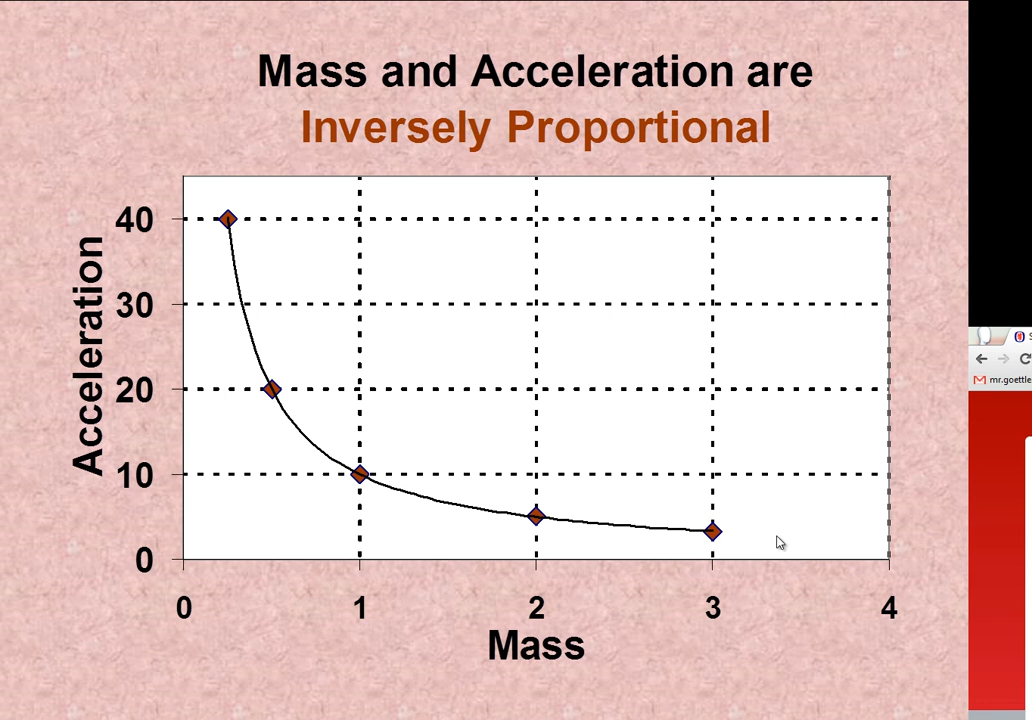 Mass and Acceleration are
Inversely Proportional
Acceleration
40
30
20
10
0
0 1 2 3 4
Mass
mr.goettle